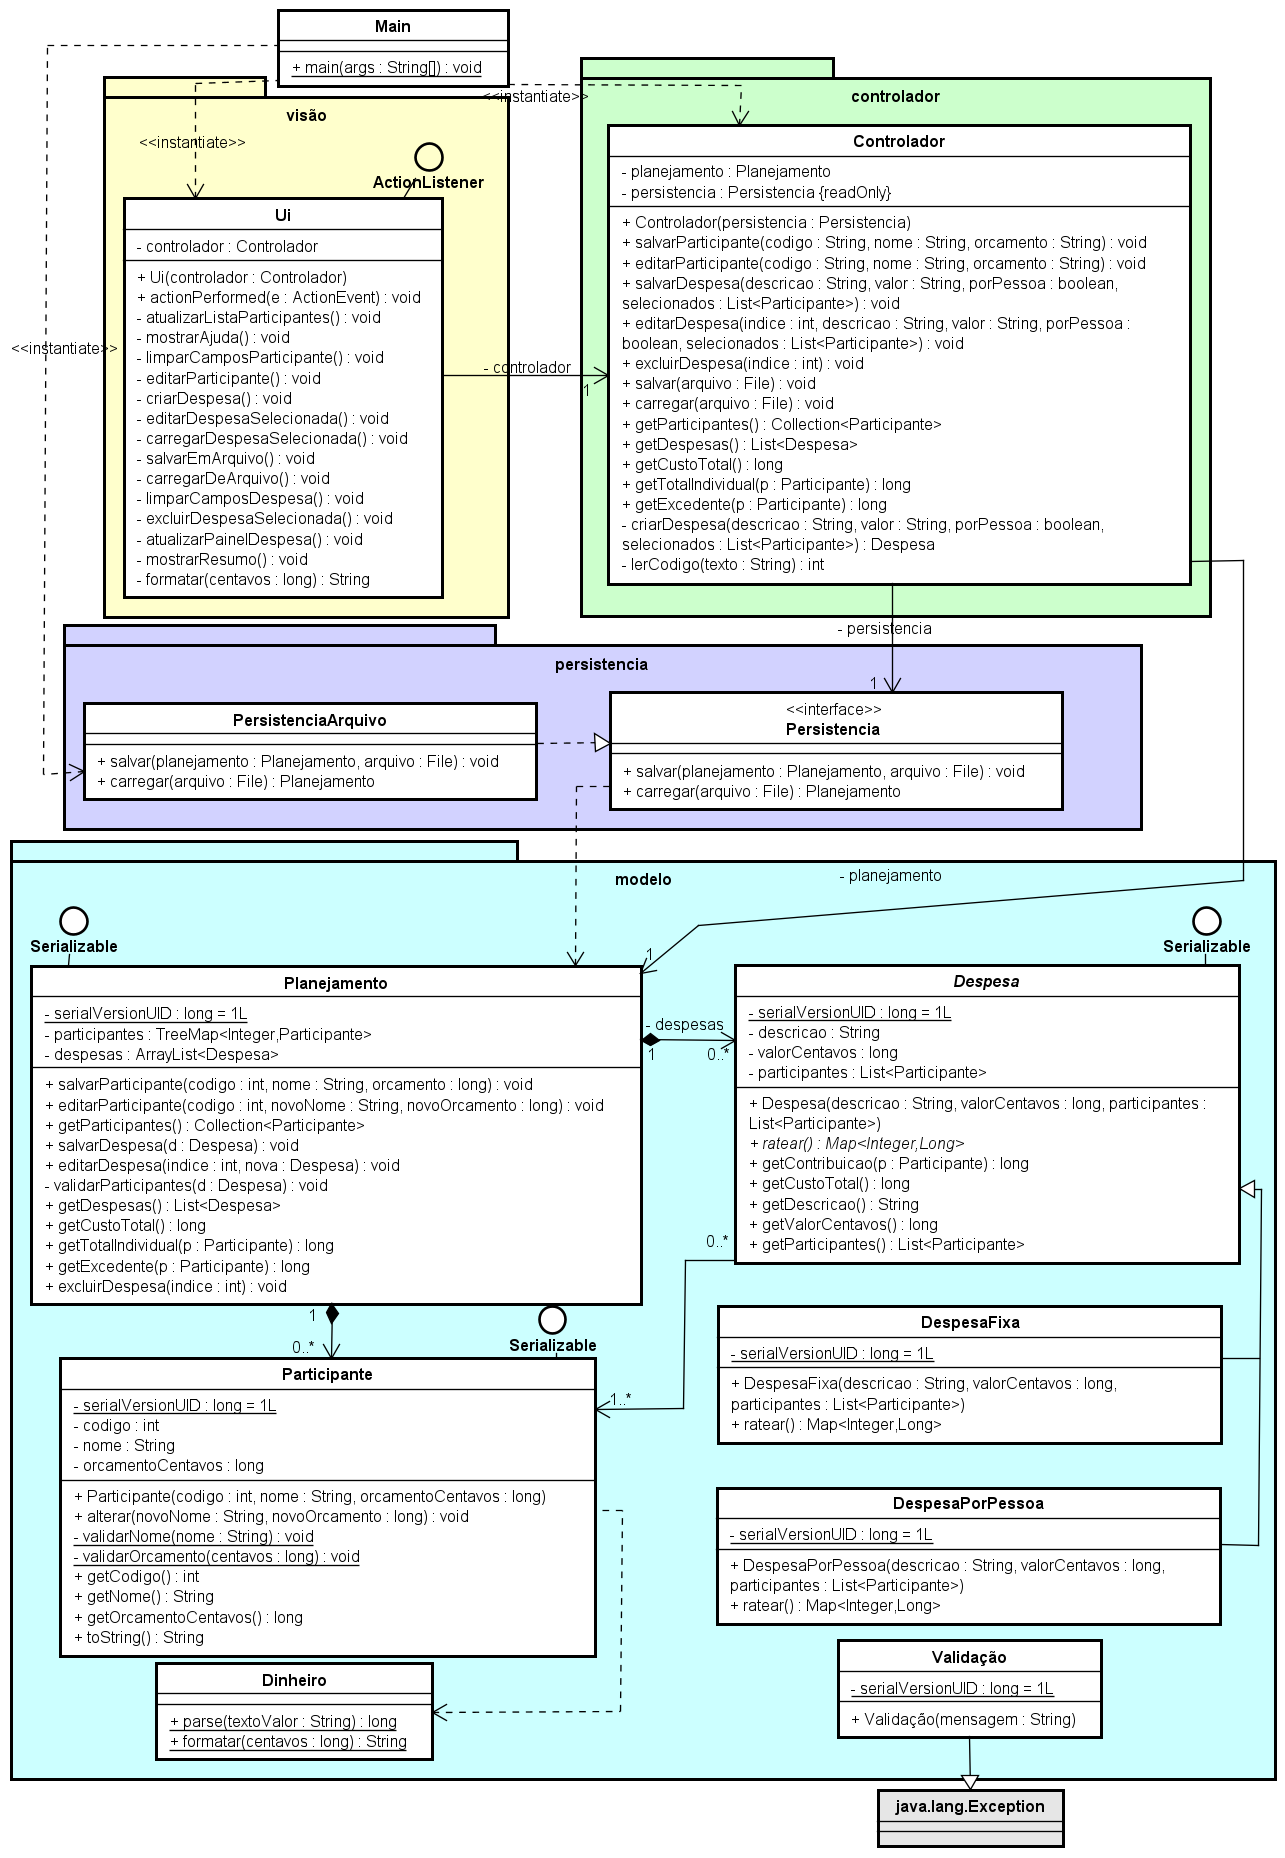 Main
+ main(args : String[]) : void
<<instantiate>>
<<instantiate>>
<<instantiate>>
visão
ActionListener
Ui
- controlador : Controlador
+ Ui(controlador : Controlador)
+ actionPerformed(e : ActionEvent) : void
- atualizarListaParticipantes() : void
- mostrarAjuda() : void
- limparCamposParticipante() : void
- editarParticipante() : void
- criarDespesa() : void
- editarDespesaSelecionada() : void
- carregarDespesaSelecionada() : void
- salvarEmArquivo() : void
- carregarDeArquivo() : void
- limparCamposDespesa() : void
- excluirDespesaSelecionada() : void
- atualizarPainelDespesa() : void
- mostrarResumo() : void
- formatar(centavos : long) : String
- controlador
1
controlador
Controlador
- planejamento : Planejamento
- persistencia : Persistencia {readOnly}
+ Controlador(persistencia : Persistencia)
+ salvarParticipante(codigo : String, nome : String, orcamento : String) : void
+ editarParticipante(codigo : String, nome : String, orcamento : String) : void
+ salvarDespesa(descricao : String, valor : String, porPessoa : boolean,
selecionados : List<Participante>) : void
+ editarDespesa(indice : int, descricao : String, valor : String, porPessoa :
boolean, selecionados : List<Participante>) : void
+ excluirDespesa(indice : int) : void
+ salvar(arquivo : File) : void
+ carregar(arquivo : File) : void
+ getParticipantes() : Collection<Participante>
+ getDespesas() : List<Despesa>
+ getCustoTotal() : long
+ getTotalIndividual(p : Participante) : long
+ getExcedente(p : Participante) : long
- criarDespesa(descricao : String, valor : String, porPessoa : boolean,
selecionados : List<Participante>) : Despesa
- lerCodigo(texto : String) : int
- persistencia
1
persistencia
PersistenciaArquivo
+ salvar(planejamento : Planejamento, arquivo : File) : void
+ carregar(arquivo : File) : Planejamento
<<interface>>
Persistencia
+ salvar(planejamento : Planejamento, arquivo : File) : void
+ carregar(arquivo : File) : Planejamento
modelo
- planejamento
1
Serializable
Planejamento
- serialVersionUID : long = 1L
- participantes : TreeMap<Integer,Participante>
- despesas : ArrayList<Despesa>
+ salvarParticipante(codigo : int, nome : String, orcamento : long) : void
+ editarParticipante(codigo : int, novoNome : String, novoOrcamento : long) : void
+ getParticipantes() : Collection<Participante>
+ salvarDespesa(d : Despesa) : void
+ editarDespesa(indice : int, nova : Despesa) : void
- validarParticipantes(d : Despesa) : void
+ getDespesas() : List<Despesa>
+ getCustoTotal() : long
+ getTotalIndividual(p : Participante) : long
+ getExcedente(p : Participante) : long
+ excluirDespesa(indice : int) : void
- despesas
1
0..*
Serializable
Despesa
- serialVersionUID : long = 1L
- descricao : String
- valorCentavos : long
- participantes : List<Participante>
+ Despesa(descricao : String, valorCentavos : long, participantes :
List<Participante>)
+ ratear() : Map<Integer,Long>
+ getContribuicao(p : Participante) : long
+ getCustoTotal() : long
+ getDescricao() : String
+ getValorCentavos() : long
+ getParticipantes() : List<Participante>
0..*
1..*
1
0..*
Serializable
Participante
- serialVersionUID : long = 1L
- codigo : int
- nome : String
- orcamentoCentavos : long
+ Participante(codigo : int, nome : String, orcamentoCentavos : long)
+ alterar(novoNome : String, novoOrcamento : long) : void
- validarNome(nome : String) : void
- validarOrcamento(centavos : long) : void
+ getCodigo() : int
+ getNome() : String
+ getOrcamentoCentavos() : long
+ toString() : String
DespesaFixa
- serialVersionUID : long = 1L
+ DespesaFixa(descricao : String, valorCentavos : long,
participantes : List<Participante>)
+ ratear() : Map<Integer,Long>
DespesaPorPessoa
- serialVersionUID : long = 1L
+ DespesaPorPessoa(descricao : String, valorCentavos : long,
participantes : List<Participante>)
+ ratear() : Map<Integer,Long>
Dinheiro
+ parse(textoValor : String) : long
+ formatar(centavos : long) : String
Validação
- serialVersionUID : long = 1L
+ Validação(mensagem : String)
java.lang.Exception